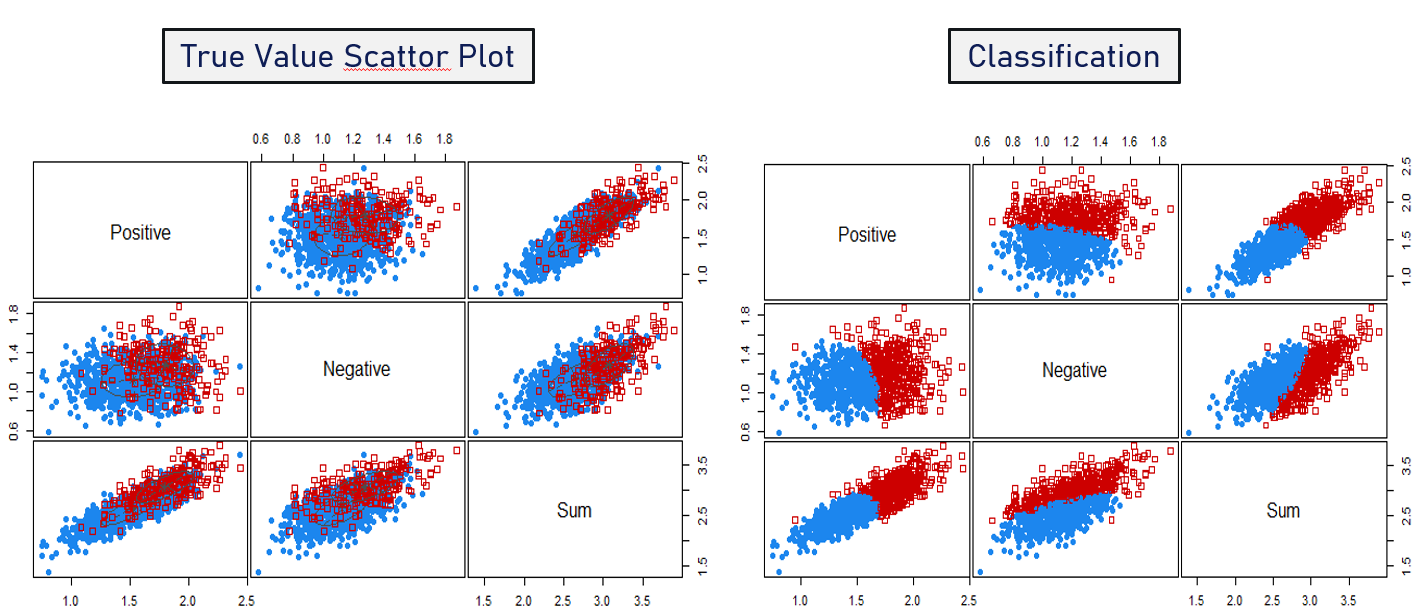 True Value Scattor Plot
Classification
0.6 0.8 1.0 1.2 1.4 1.6 1.8
0.6 0.8 1.0 1.2 1.4 1.6 1.8
Positive
1.0 1.5 2.0 2.5
Positive
1.0 1.5 2.0 2.5
0.6 1.0 1.4 1.8
Negative
0.6 1.0 1.4 1.8
Negative
Sum
1.5 2.5 3.5
Sum
1.5 2.5 3.5
1.0 1.5 2.0 2.5
1.5 2.0 2.5 3.0 3.5
1.0 1.5 2.0 2.5
1.5 2.0 2.5 3.0 3.5